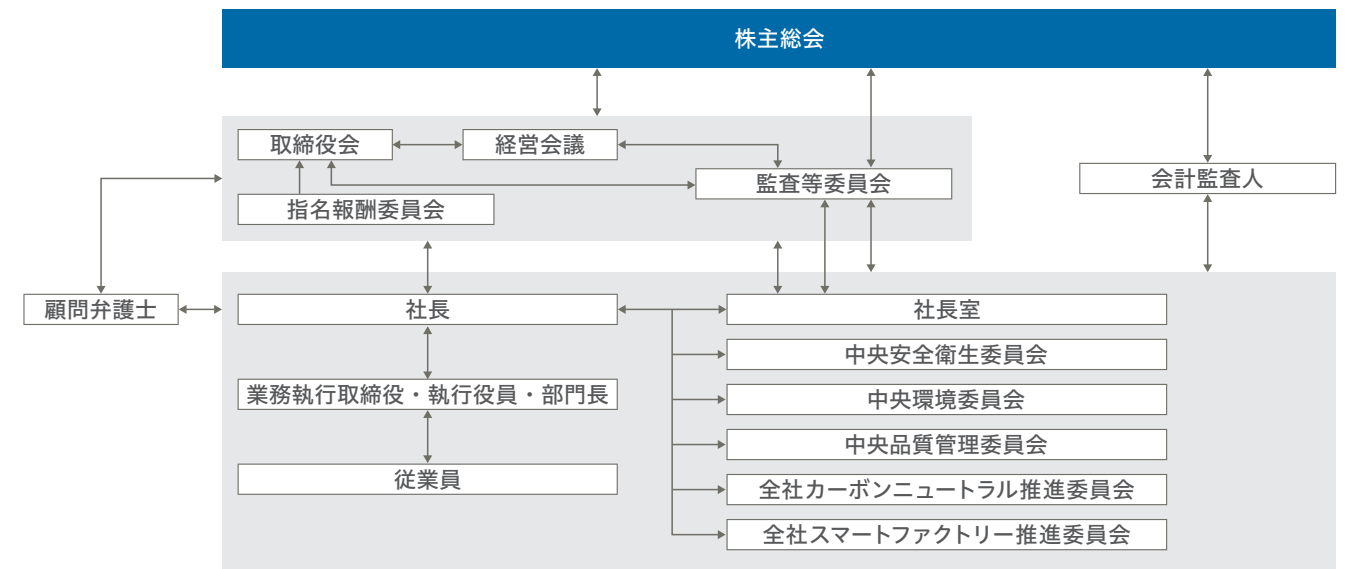 株主総会
取締役会
経営会議
監査等委員会
会計監査人
指名報酬委員会
顧問弁護士
社長
社長室
中央安全衛生委員会
業務執行取締役・執行役員・部門長
中央環境委員会
中央品質管理委員会
従業員
全社カーボンニュートラル推進委員会
全社スマートファクトリー推進委員会